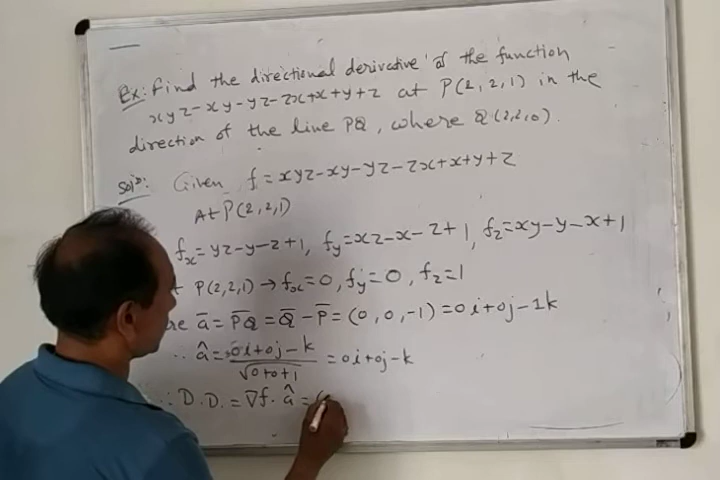 Ex: Find the directional derivative of the function
xyz-xy-yz-zx+x+y+z at P(2,2,1) in the
direction of the line PQ, where Q(2,2,0).
Solⁿ: Given f=xyz-xy-yz-zx+x+y+z
At P(2,2,1)
fx=yz-y-z+1, fy=xz-x-z+1, fz=xy-y-x+1
P(2,2,1) → fx=0, fy=0, fz=1
a̅ = P̅Q̅ = Q̅ - P̅ = (0,0,-1) = 0i+0j-1k
∴ â = 0i+0j-k / √0+0+1 = 0i+0j-k
∴ D.D. = ∇f. â = (